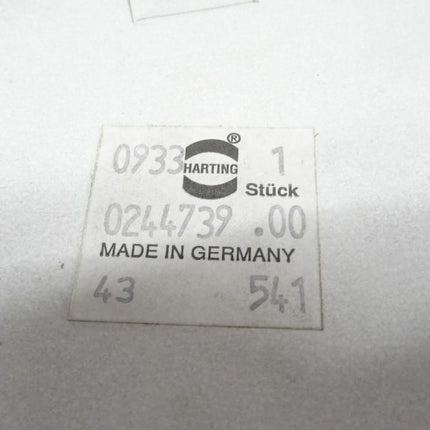 0933 HARTING® 1
Stück
0244739 .00
MADE IN GERMANY
43 541